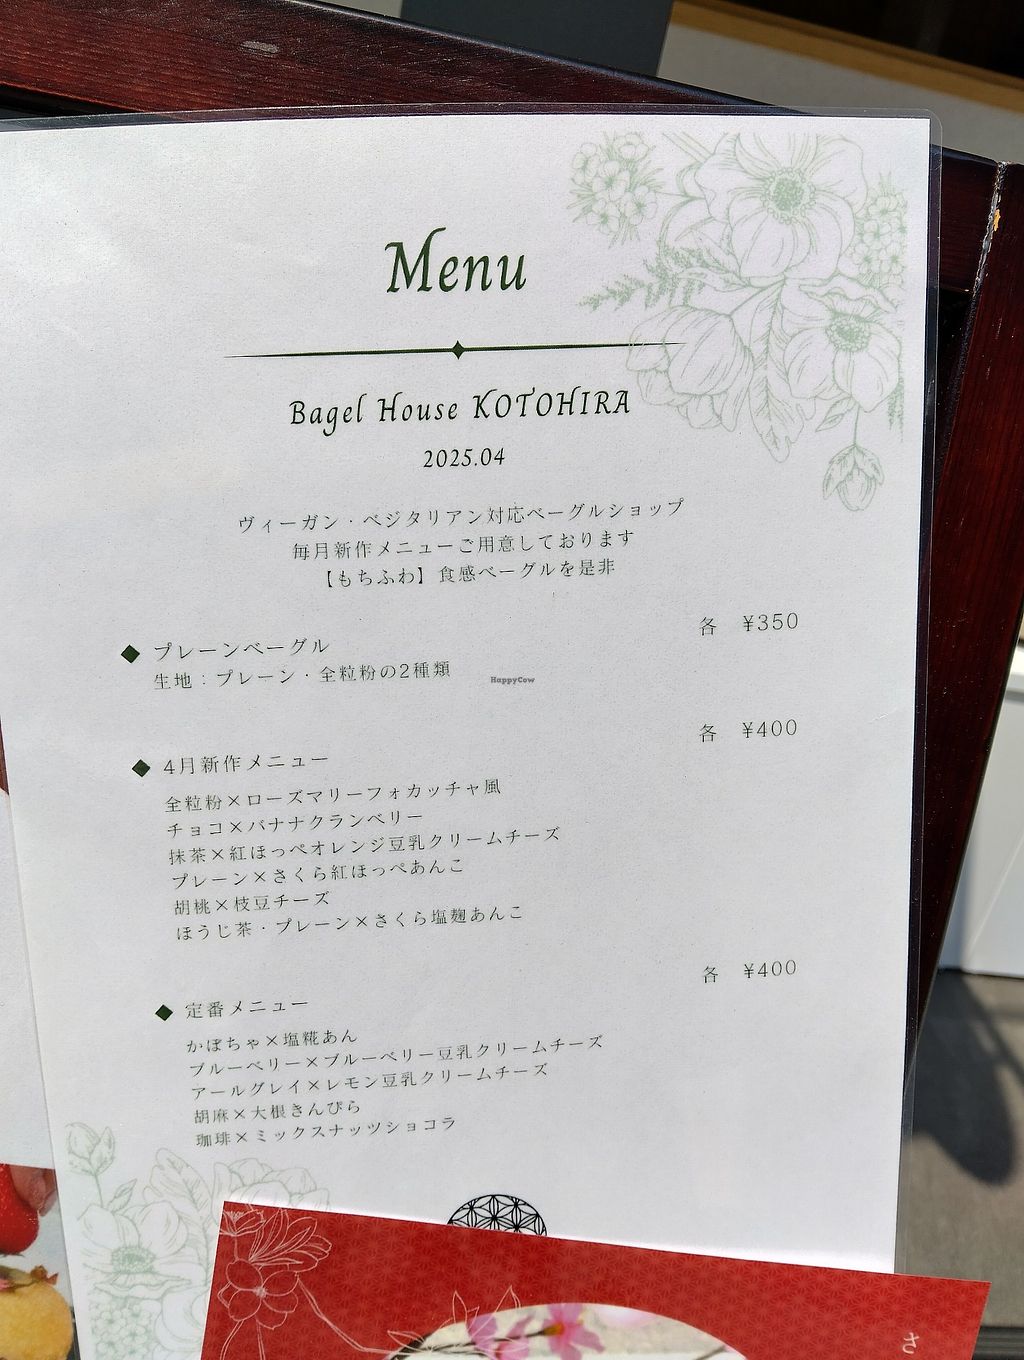 Menu
Bagel House KOTOHIRA
2025.04
ヴィーガン・ベジタリアン対応ベーグルショップ
毎月新作メニューご用意しております
【もちふわ】食感ベーグルを是非
◆ プレーンベーグル 各 ¥350
生地：プレーン・全粒粉の2種類
HappyCow
◆ 4月新作メニュー 各 ¥400
全粒粉×ローズマリーフォカッチャ風
チョコ×バナナクランベリー
抹茶×紅ほっぺオレンジ豆乳クリームチーズ
プレーン×さくら紅ほっぺあんこ
胡桃×枝豆チーズ
ほうじ茶・プレーン×さくら塩麹あんこ
◆ 定番メニュー 各 ¥400
かぼちゃ×塩糀あん
ブルーベリー×ブルーベリー豆乳クリームチーズ
アールグレイ×レモン豆乳クリームチーズ
胡麻×大根きんぴら
珈琲×ミックスナッツショコラ
さ